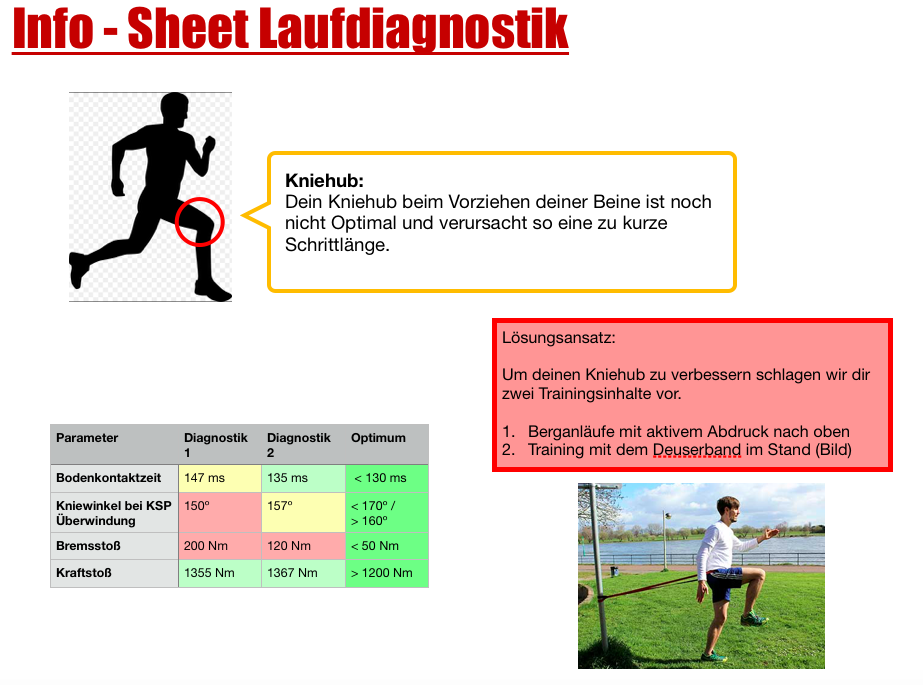 Info - Sheet Laufdiagnostik
Kniehub:
Dein Kniehub beim Vorziehen deiner Beine ist noch
nicht Optimal und verursacht so eine zu kurze
Schrittlänge.
Lösungsansatz:
Um deinen Kniehub zu verbessern schlagen wir dir
zwei Trainingsinhalte vor.
1. Berganläufe mit aktivem Abdruck nach oben
2. Training mit dem Deuserband im Stand (Bild)
Parameter Diagnostik 1 Diagnostik 2 Optimum
Bodenkontaktzeit 147 ms 135 ms < 130 ms
Kniewinkel bei KSP Überwindung 150º 157º < 170º / > 160º
Bremsstoß 200 Nm 120 Nm < 50 Nm
Kraftstoß 1355 Nm 1367 Nm > 1200 Nm